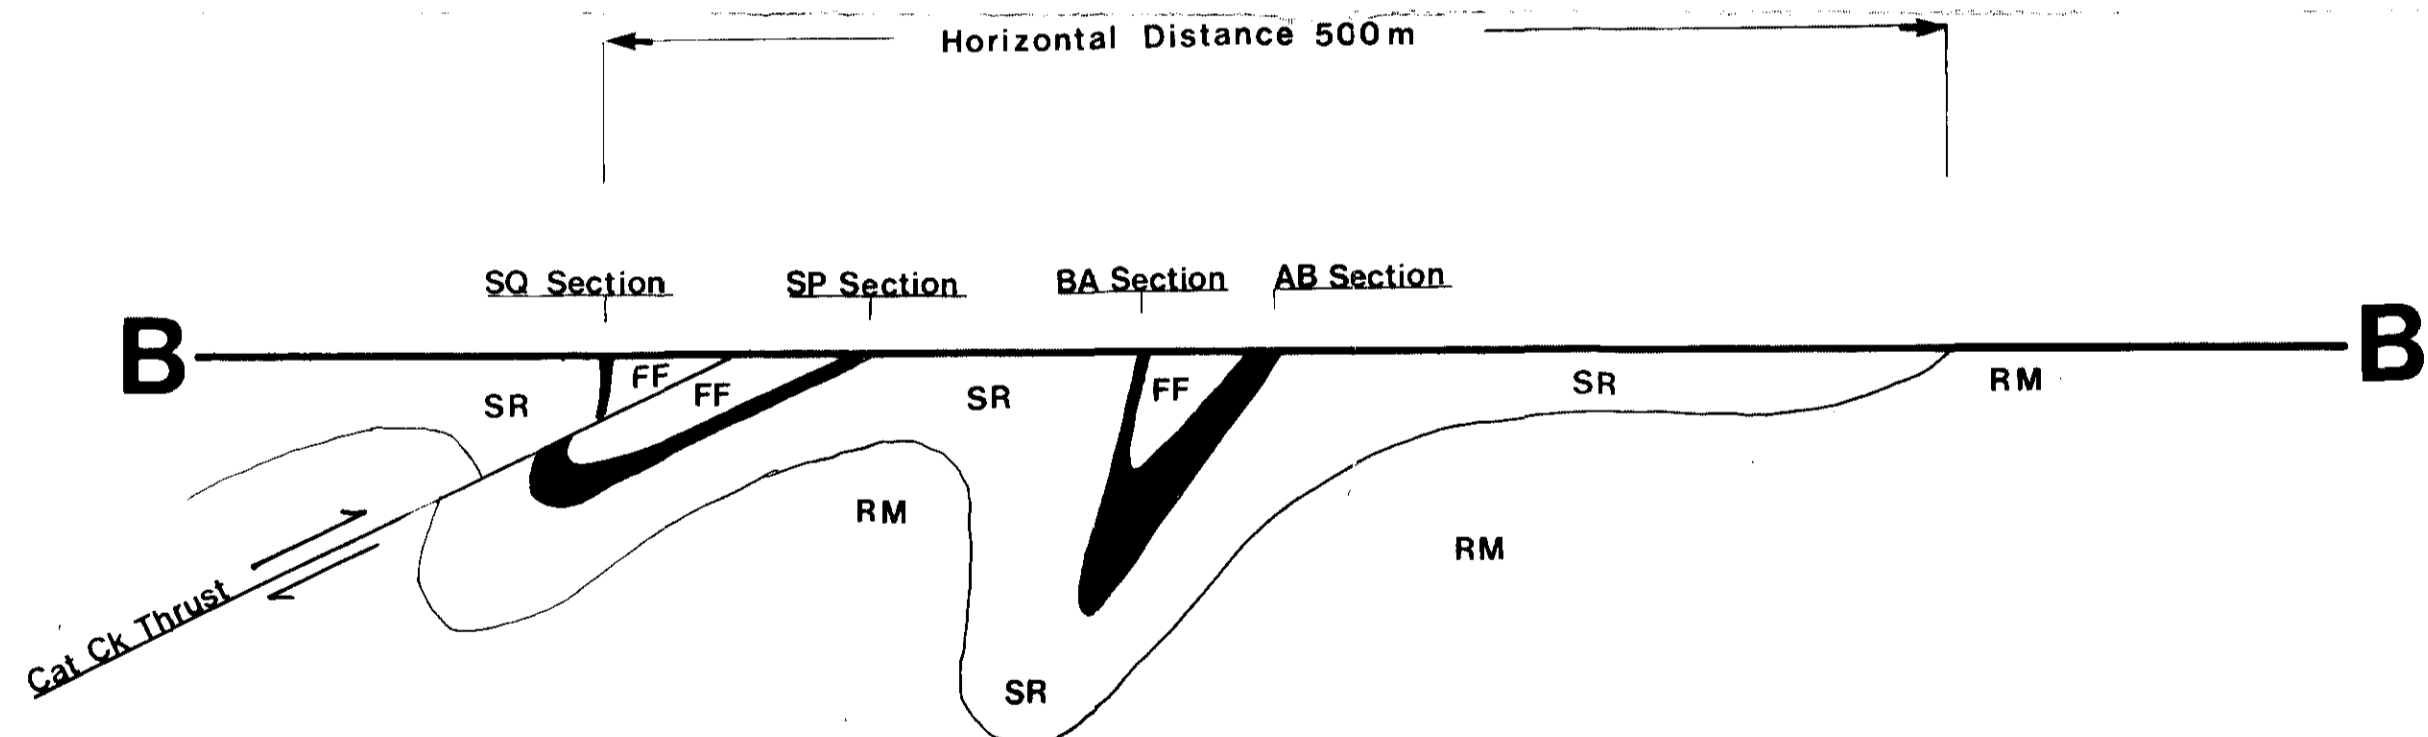 Horizontal Distance 500m
SQ Section SP Section BA Section AB Section
B B
FF FF SR FF SR RM
SR
RM
RM
Cat Ck Thrust
SR